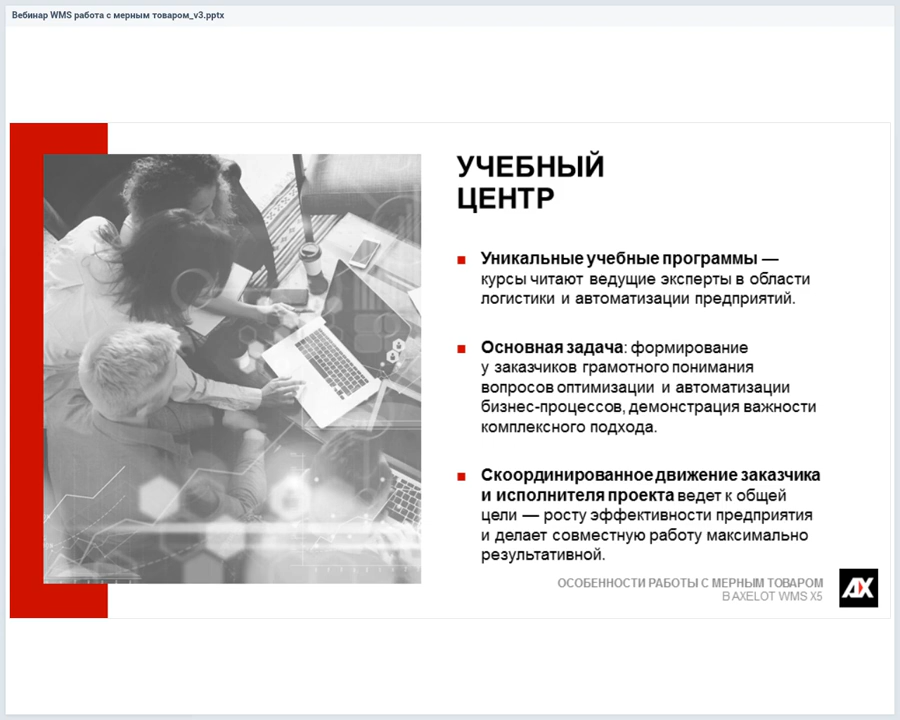 Вебинар WMS работа с мерным товаром_v3.pptx
УЧЕБНЫЙ
ЦЕНТР
Уникальные учебные программы —
курсы читают ведущие эксперты в области
логистики и автоматизации предприятий.
Основная задача: формирование
у заказчиков грамотного понимания
вопросов оптимизации и автоматизации
бизнес-процессов, демонстрация важности
комплексного подхода.
Скоординированное движение заказчика
и исполнителя проекта ведет к общей
цели — росту эффективности предприятия
и делает совместную работу максимально
результативной.
ОСОБЕННОСТИ РАБОТЫ С МЕРНЫМ ТОВАРОМ
В AXELOT WMS X5
AX